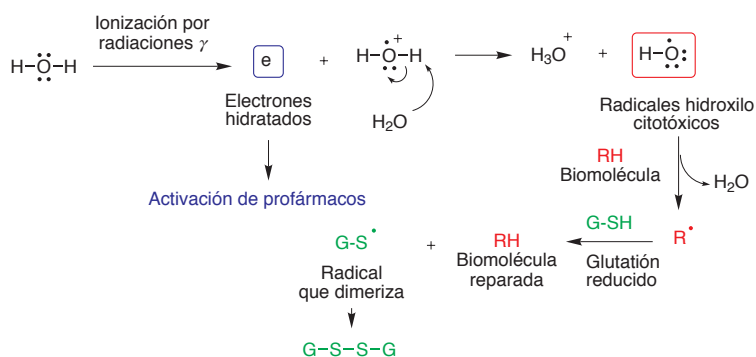 Ionización por
radiaciones γ
H-O-H
e
+
H-O-H
+
H₃O
+
+
H-O
Electrones
hidratados
H₂O
Radicales hidroxilo
citotóxicos
RH
Biomolécula
H₂O
Activación de profármacos
G-S•
+
RH
G-SH
R•
Radical
que dimeriza
Biomolécula
reparada
Glutatión
reducido
G-S-S-G